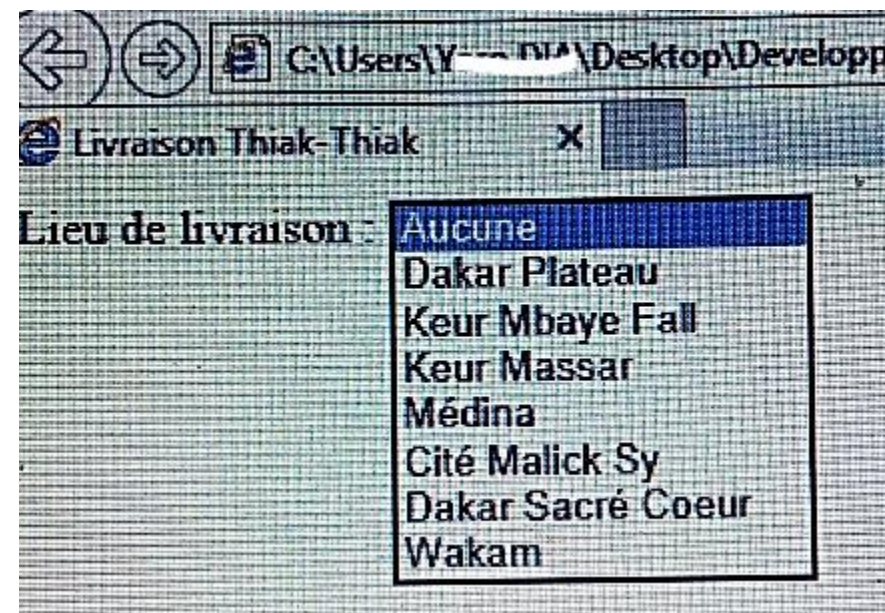 C:\Users\Y \Desktop\Developp
Livraison Thiak-Thiak
Lieu de livraison :
Aucune
Dakar Plateau
Keur Mbaye Fall
Keur Massar
Médina
Cité Malick Sy
Dakar Sacré Coeur
Wakam